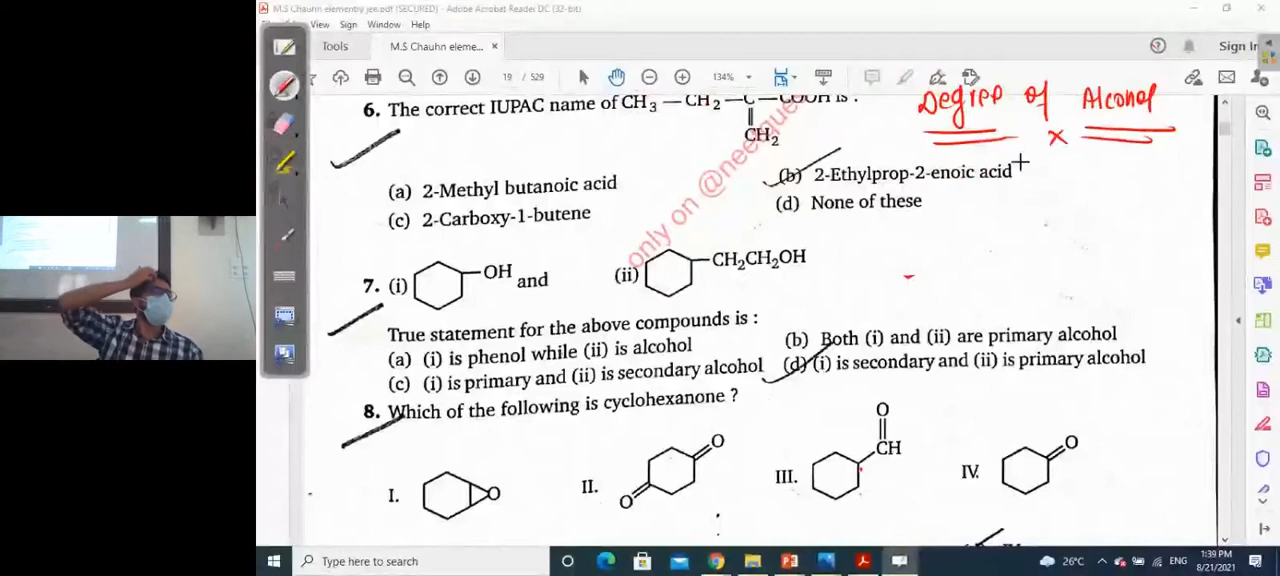 M.S Chauhn elementry jee.pdf (SECURED) - Adobe Acrobat Reader DC (32-bit)
View Sign Window Help
Tools M.S Chauhn eleme... × Sign In
19 / 529 134%
Degree of Alcohol
×
6. The correct IUPAC name of CH3—CH2—C—COOH is :
||
CH2
(a) 2-Methyl butanoic acid (b) 2-Ethylprop-2-enoic acid
(c) 2-Carboxy-1-butene (d) None of these
only on @neeque
7. (i) OH and (ii) CH2CH2OH
True statement for the above compounds is :
(a) (i) is phenol while (ii) is alcohol (b) Both (i) and (ii) are primary alcohol
(c) (i) is primary and (ii) is secondary alcohol (d) (i) is secondary and (ii) is primary alcohol
8. Which of the following is cyclohexanone ?
I. O II. O O III. O CH IV. O
Type here to search
26°C ENG 1:39 PM
8/21/2021